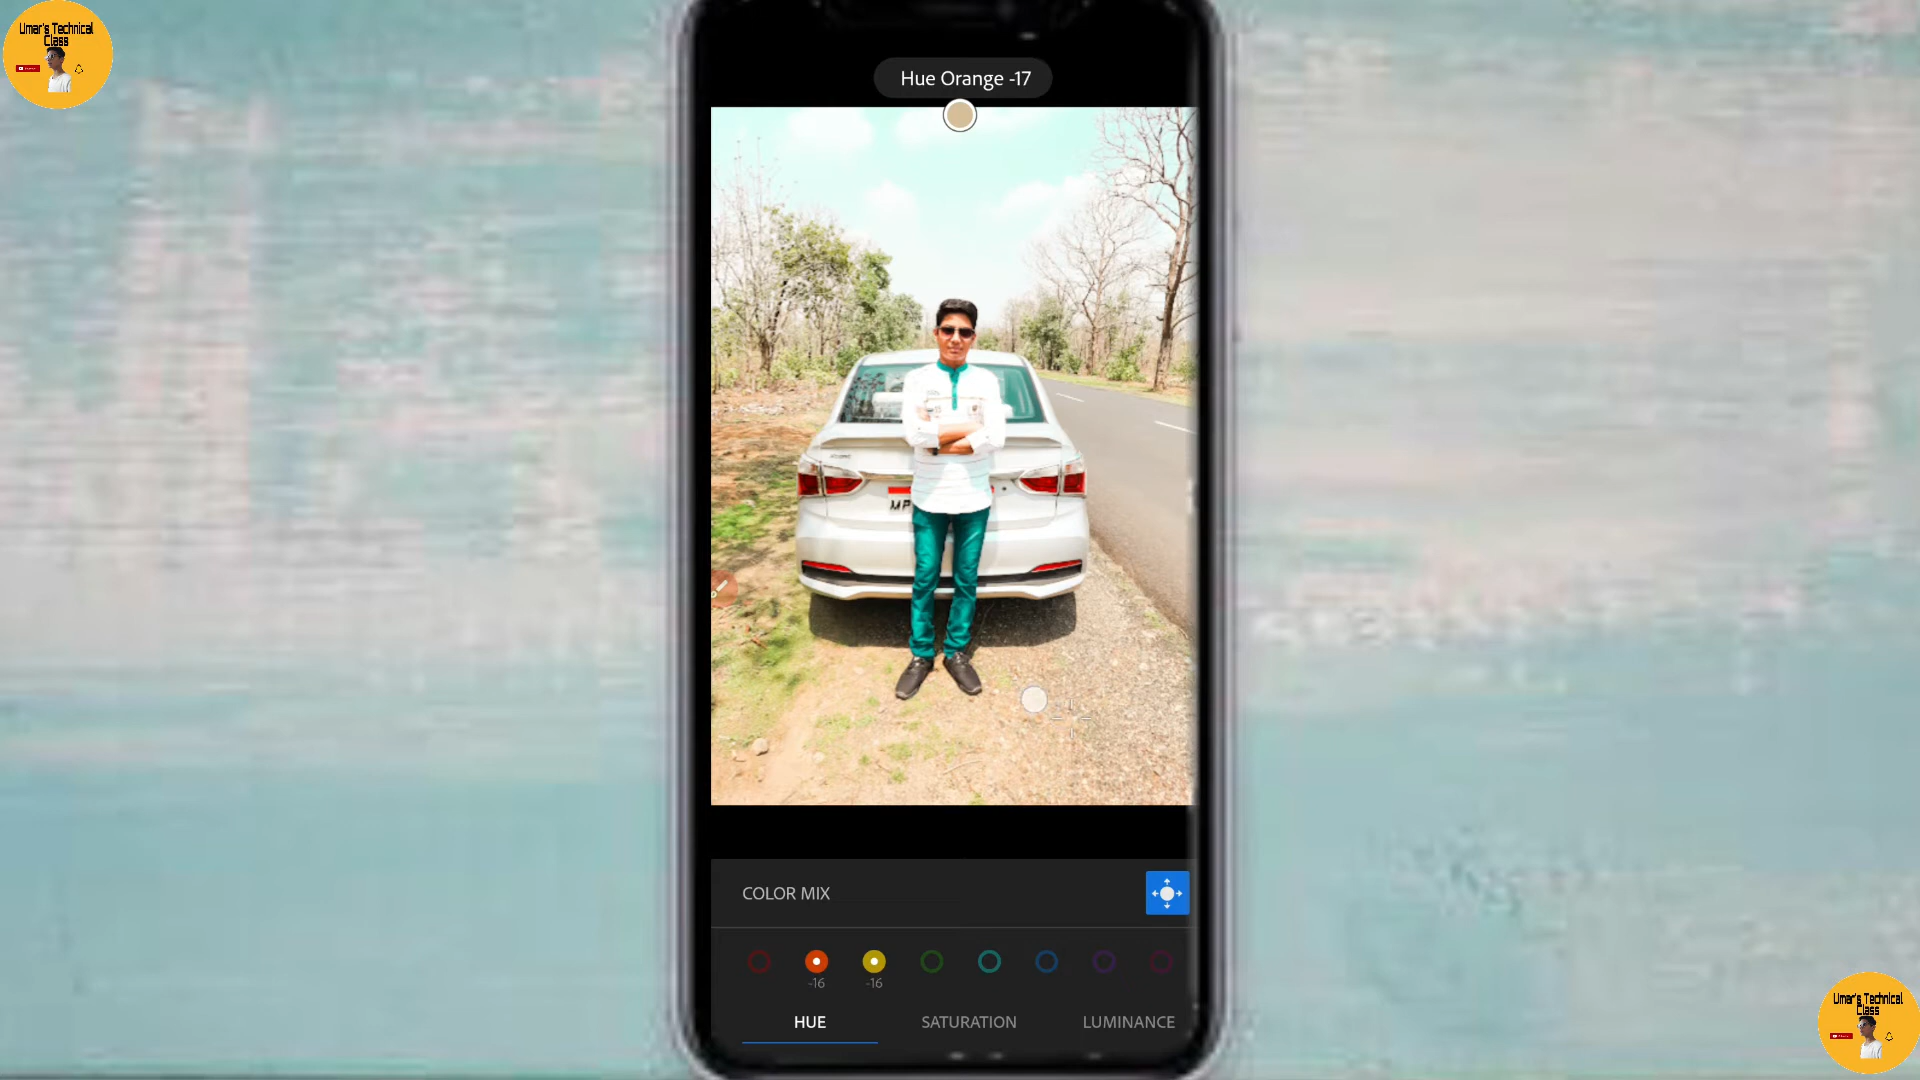 Umar's Technical
Class
Hue Orange -17
MP
COLOR MIX
-16
-16
HUE
SATURATION
LUMINANCE
Umar's Technical
Class